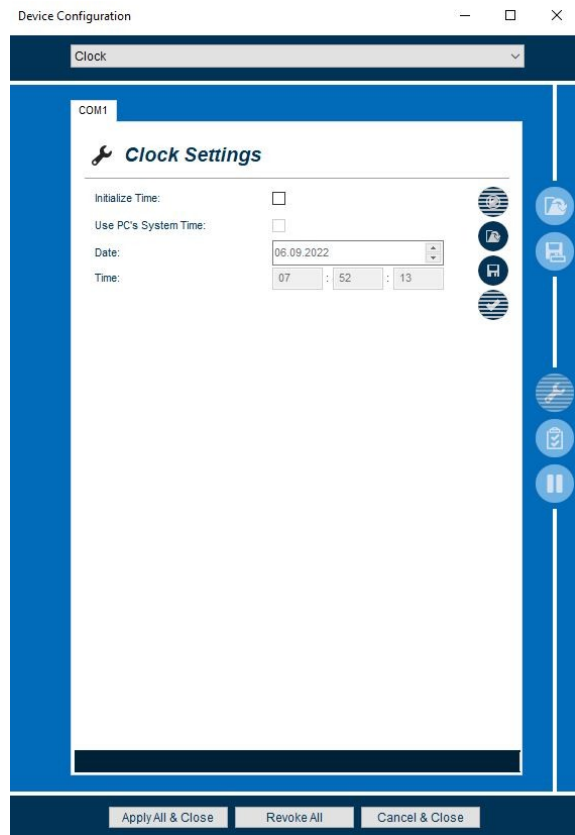 Device Configuration
Clock
COM1
Clock Settings
Initialize Time:
Use PC's System Time:
Date: 06.09.2022
Time: 07 : 52 : 13
Apply All & Close Revoke All Cancel & Close